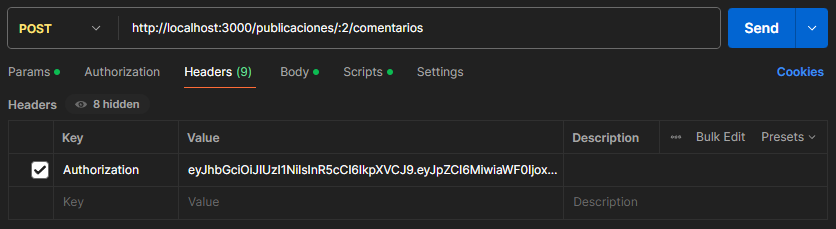 POST http://localhost:3000/publicaciones/:2/comentarios Send
Params Authorization Headers (9) Body Scripts Settings Cookies
Headers 8 hidden
Key Value Description Bulk Edit Presets
Authorization eyJhbGciOiJIUzI1NiIsInR5cCI6IkpXVCJ9.eyJpZCI6MiwiaWF0Ijox...
Key Value Description